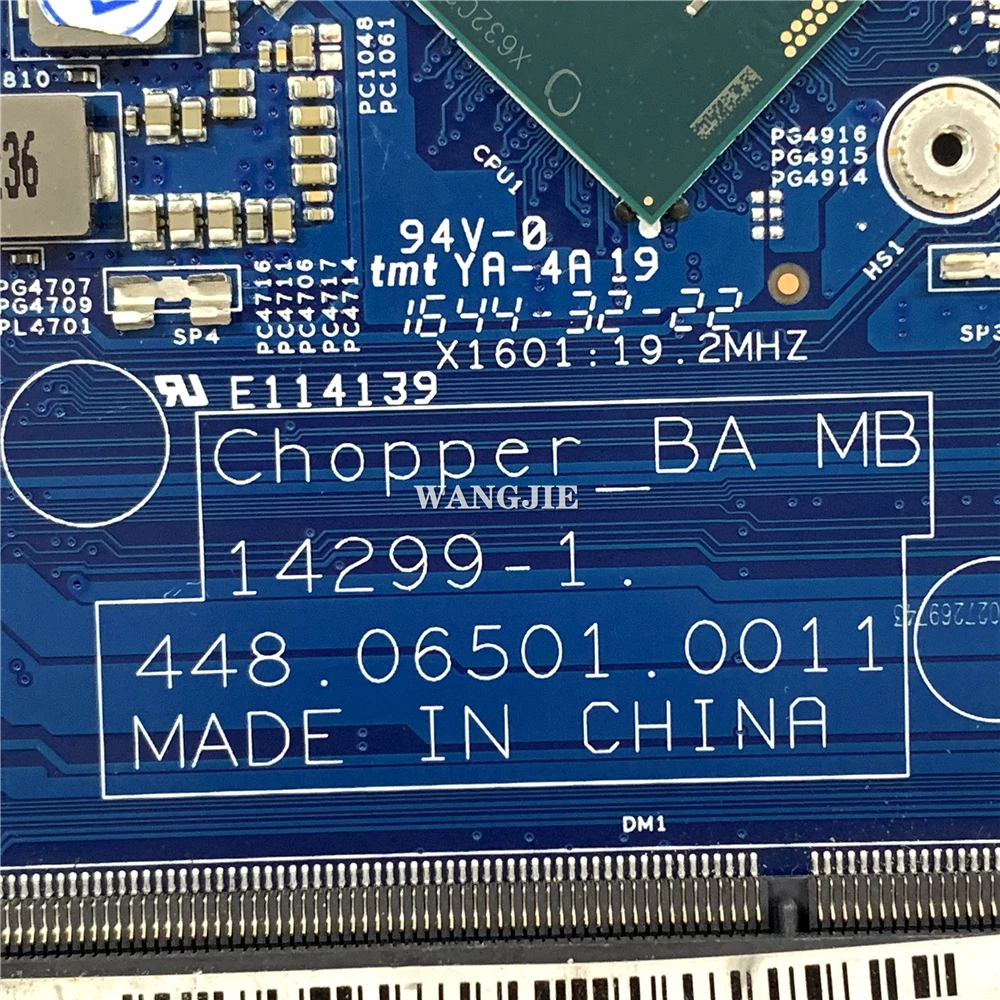 810
136
PC1048
PC1061
CPU1
PG4916
PG4915
PG4914
HS1
94V-0
tmt YA-4A 19
1644-32-22
X1601:19.2MHZ
PG4707
PG4709
PL4701
SP4
PC4716
PC4711
PC4706
PC4717
PC4714
SP3
E114139
Chopper_BA MB
WANGJIE
14299-1.
448.06501.0011
MADE IN CHINA
DM1